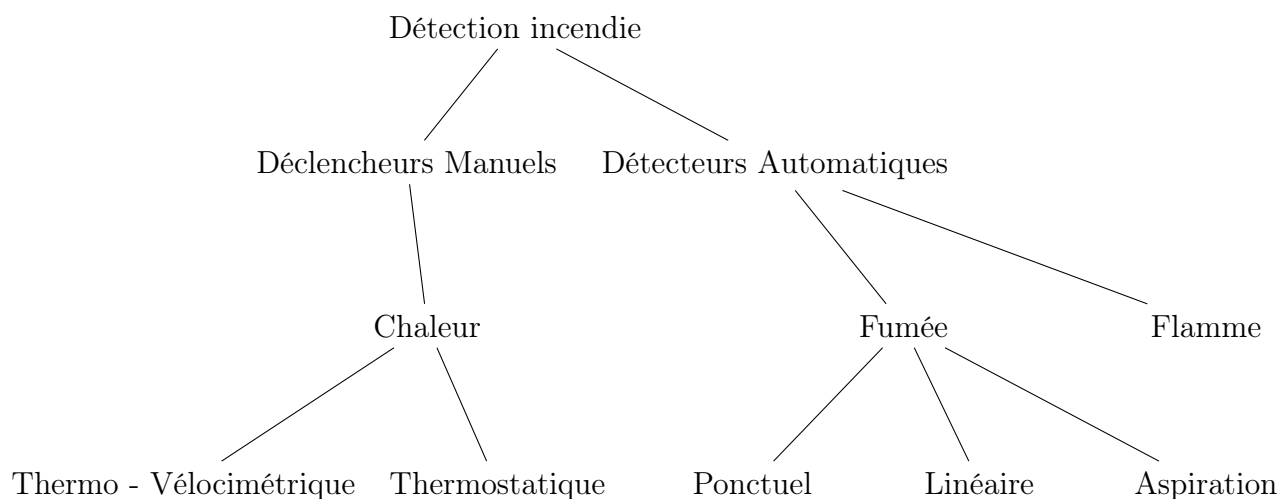 Détection incendie
Déclencheurs Manuels
Détecteurs Automatiques
Chaleur
Fumée
Flamme
Thermo - Vélocimétrique
Thermostatique
Ponctuel
Linéaire
Aspiration